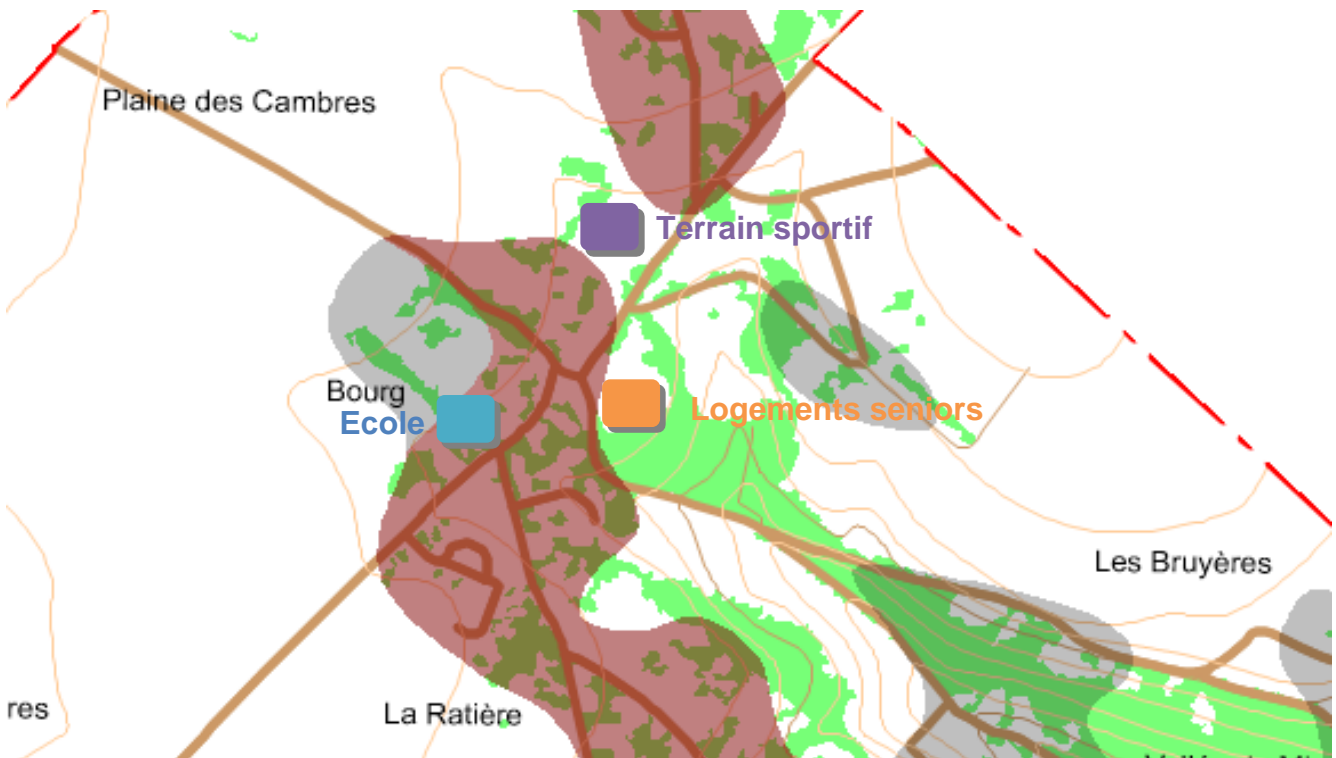 Plaine des Cambres
Terrain sportif
Bourg
Ecole
Logements seniors
Les Bruyères
res
La Ratière